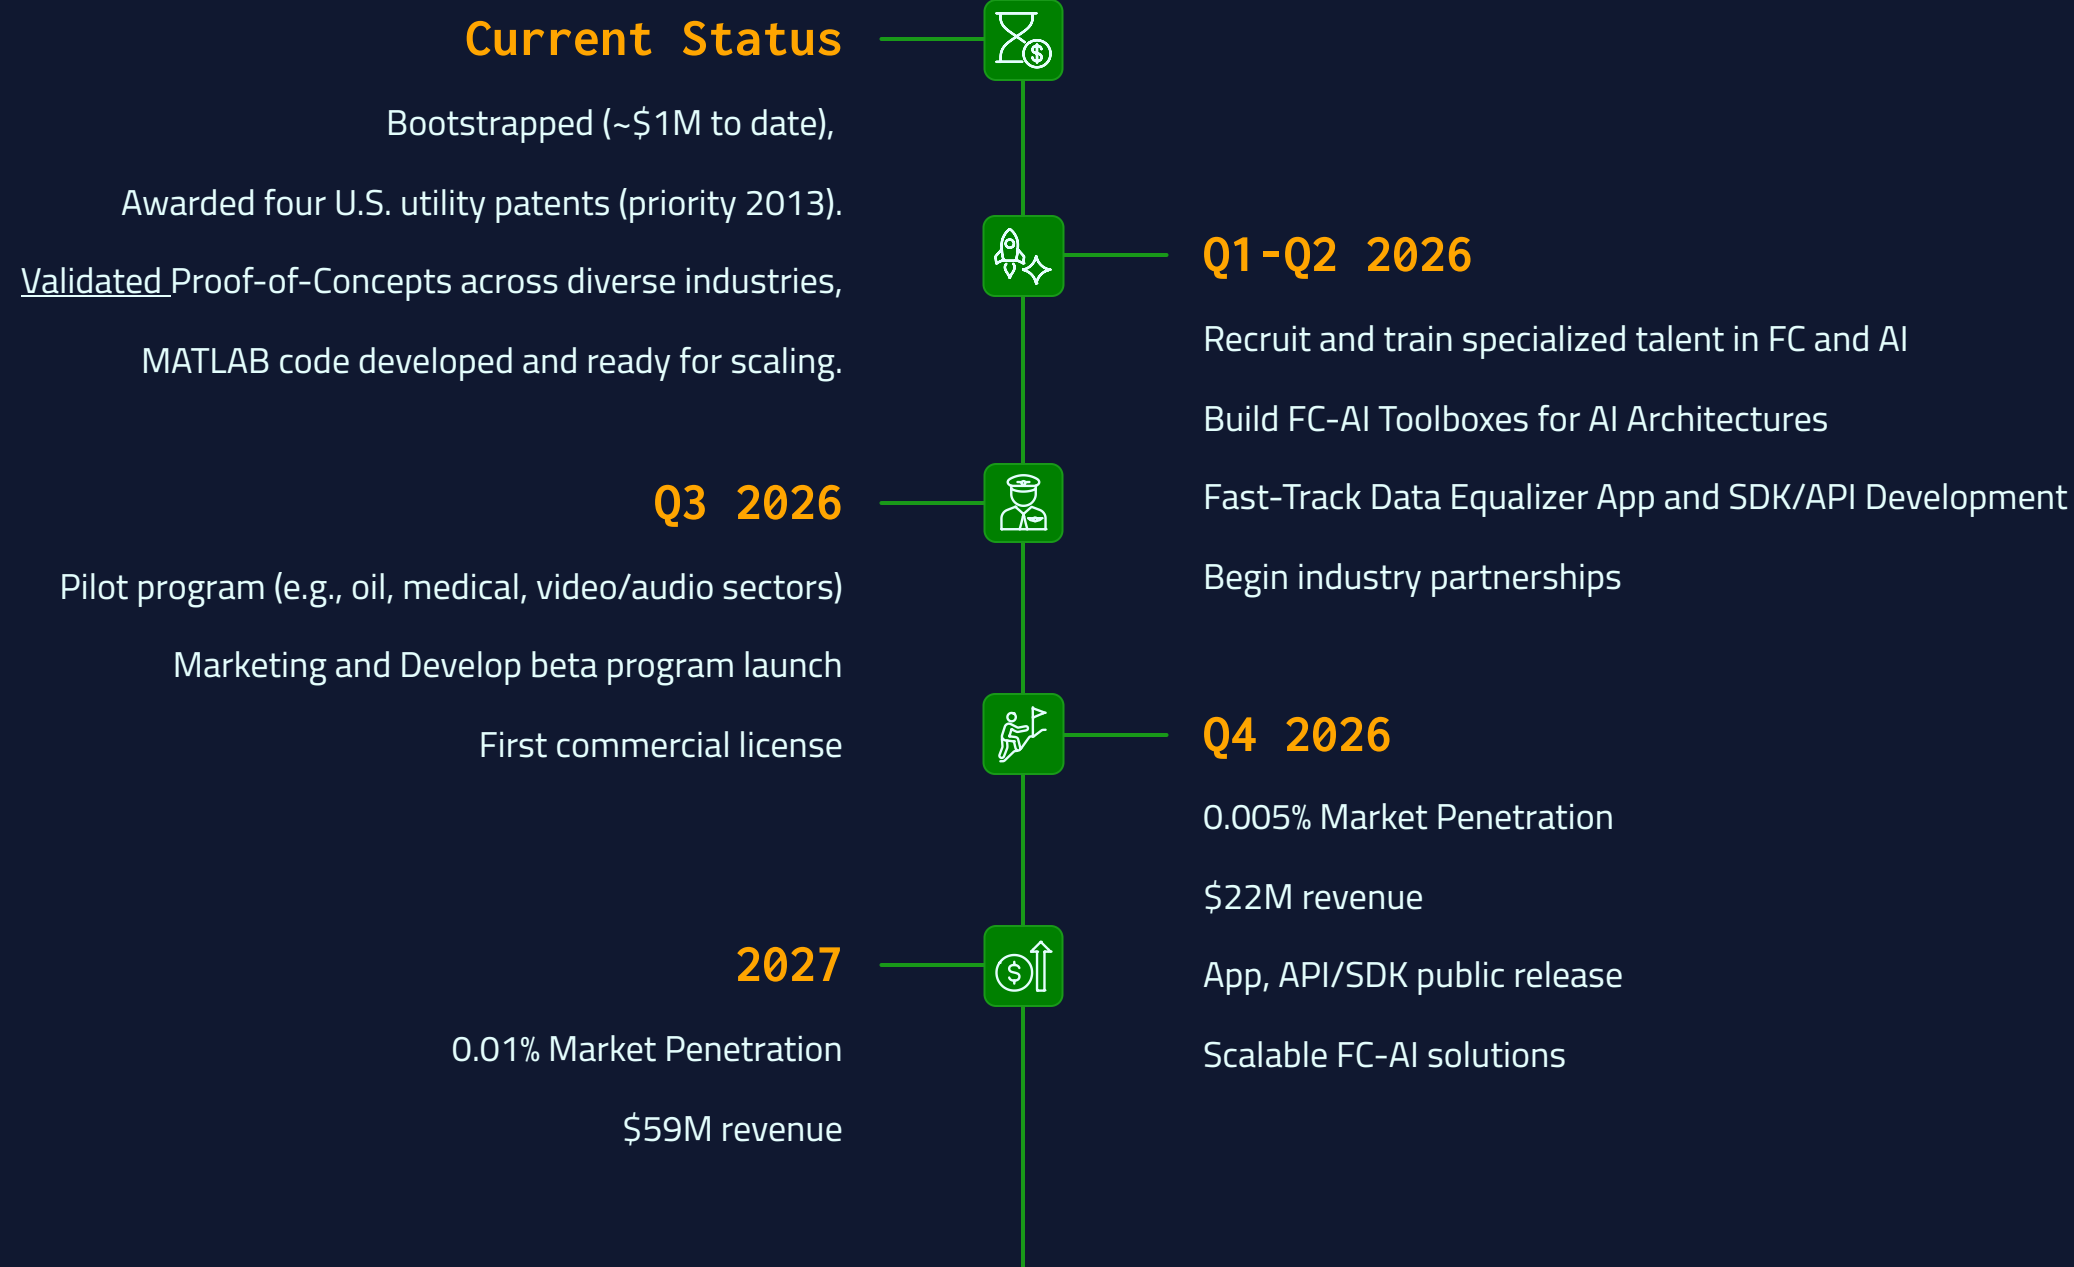 Current Status
Bootstrapped (~$1M to date),
Awarded four U.S. utility patents (priority 2013).
Validated Proof-of-Concepts across diverse industries,
MATLAB code developed and ready for scaling.
Q1-Q2 2026
Recruit and train specialized talent in FC and AI
Build FC-AI Toolboxes for AI Architectures
Fast-Track Data Equalizer App and SDK/API Development
Begin industry partnerships
Q3 2026
Pilot program (e.g., oil, medical, video/audio sectors)
Marketing and Develop beta program launch
First commercial license
Q4 2026
0.005% Market Penetration
$22M revenue
App, API/SDK public release
Scalable FC-AI solutions
2027
0.01% Market Penetration
$59M revenue